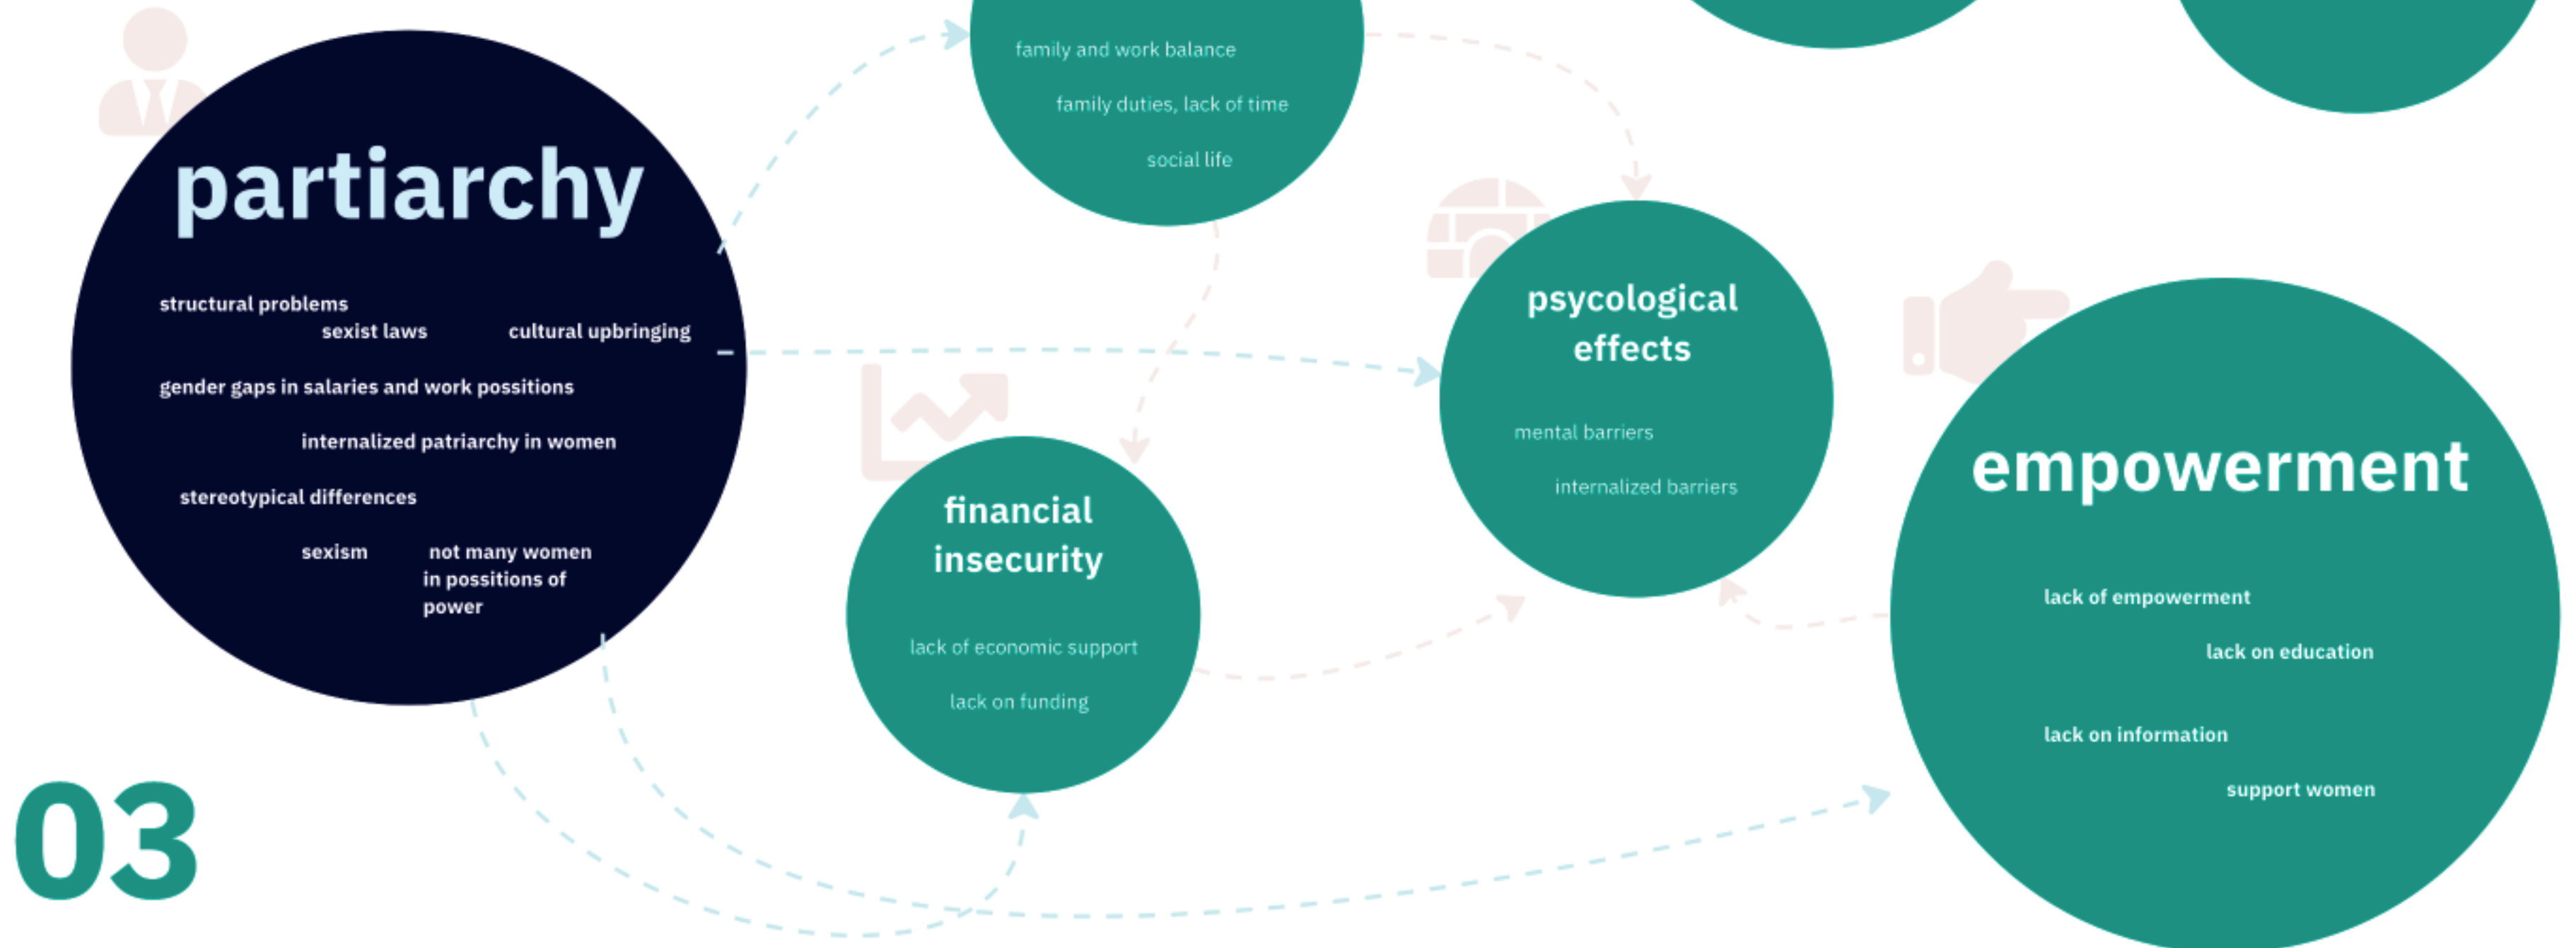 partiarchy
structural problems
sexist laws
cultural upbringing
gender gaps in salaries and work possitions
internalized patriarchy in women
stereotypical differences
sexism
not many women
in possitions of
power
family and work balance
family duties, lack of time
social life
financial
insecurity
lack of economic support
lack on funding
psycological
effects
mental barriers
internalized barriers
empowerment
lack of empowerment
lack on education
lack on information
support women
03